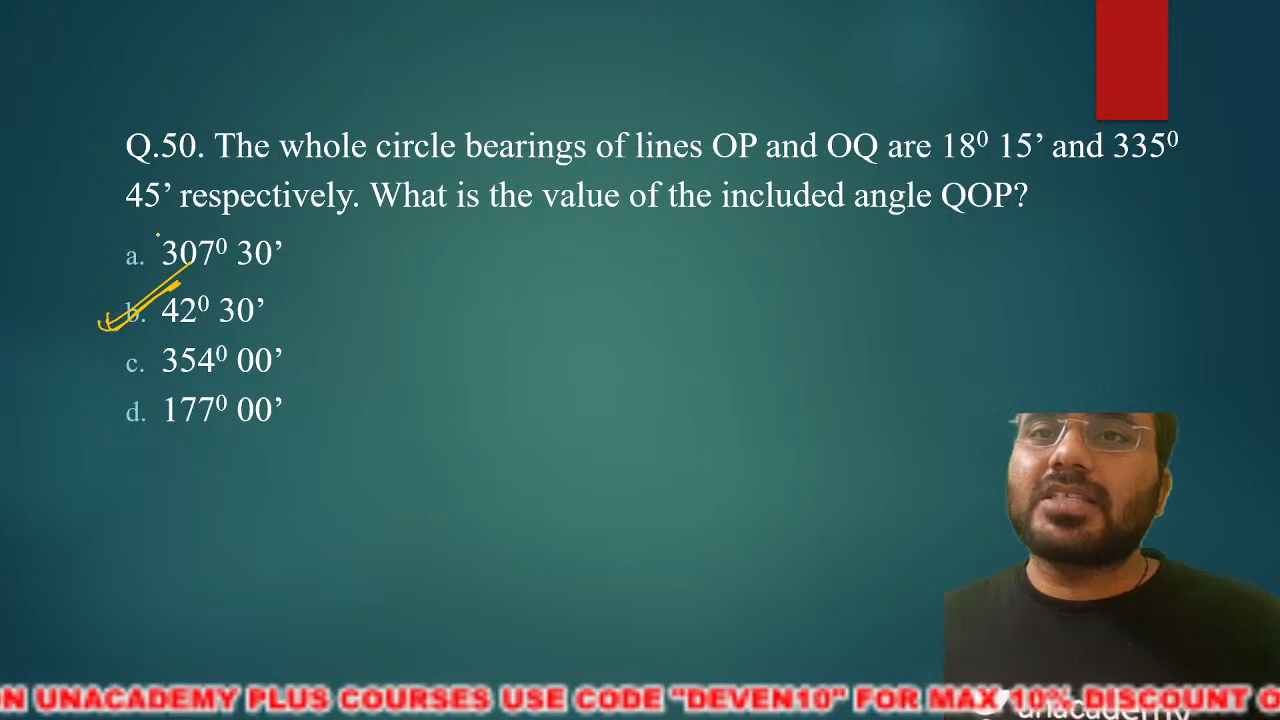 Q.50. The whole circle bearings of lines OP and OQ are 18⁰ 15’ and 335⁰
45’ respectively. What is the value of the included angle QOP?
a. 307⁰ 30’
b. 42⁰ 30’
c. 354⁰ 00’
d. 177⁰ 00’
ON UNACADEMY PLUS COURSES USE CODE "DEVEN10" FOR MAX 10% DISCOUNT O
unacademy